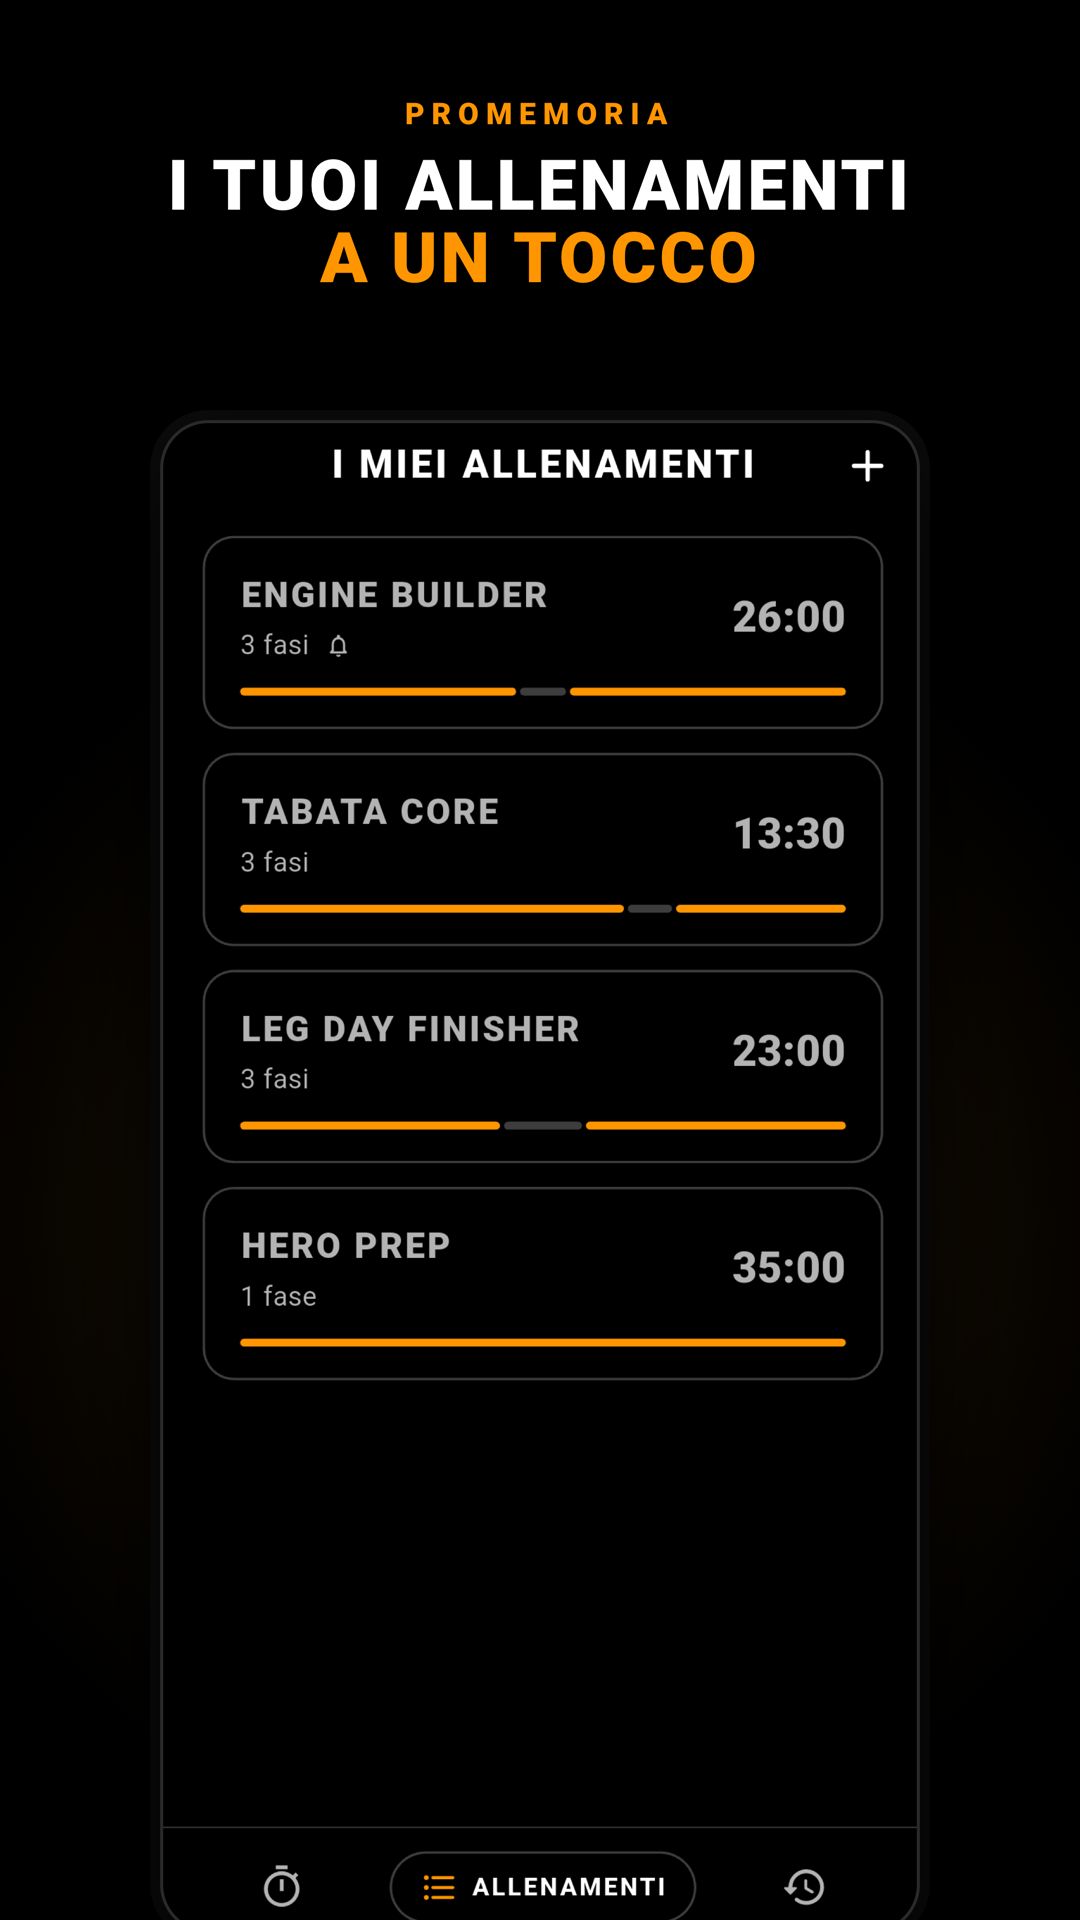 PROMEMORIA
I TUOI ALLENAMENTI
A UN TOCCO
I MIEI ALLENAMENTI
ENGINE BUILDER
26:00
3 fasi
TABATA CORE
13:30
3 fasi
LEG DAY FINISHER
23:00
3 fasi
HERO PREP
35:00
1 fase
ALLENAMENTI